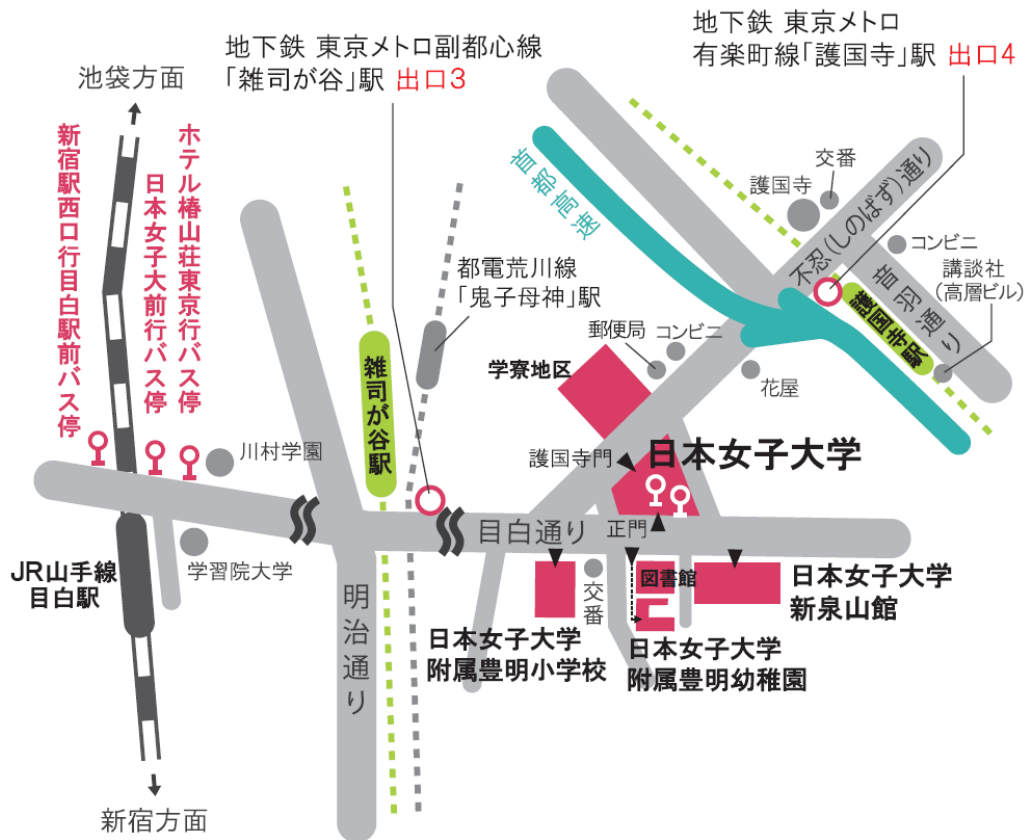 地下鉄 東京メトロ副都心線
「雑司が谷」駅 出口3
地下鉄 東京メトロ
有楽町線「護国寺」駅 出口4
池袋方面
新宿駅西口行目白駅前バス停
日本女子大前行バス停
ホテル椿山荘東京行バス停
首都高速
交番
護国寺
不忍(しのばず)通り
コンビニ
講談社
(高層ビル)
音羽通り
護国寺駅
都電荒川線
「鬼子母神」駅
雑司が谷駅
郵便局
コンビニ
学寮地区
花屋
川村学園
護国寺門
日本女子大学
目白通り
正門
学習院大学
JR山手線
目白駅
明治通り
交番
図書館
日本女子大学
新泉山館
日本女子大学
附属豊明小学校
日本女子大学
附属豊明幼稚園
新宿方面